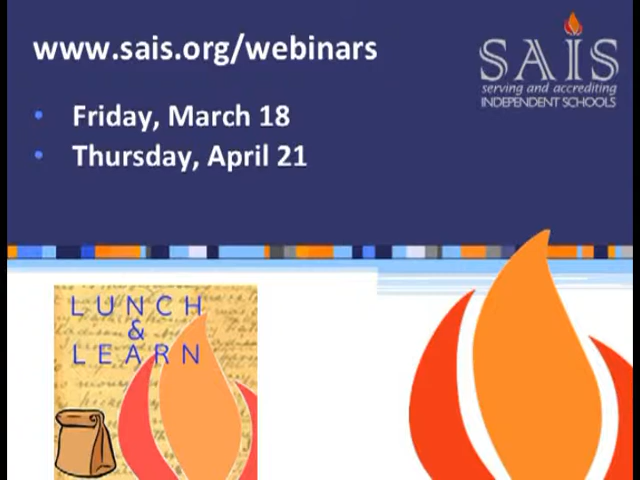 www.sais.org/webinars
• Friday, March 18
• Thursday, April 21
SAIS
serving and accrediting
INDEPENDENT SCHOOLS
LUNCH
&
LEARN